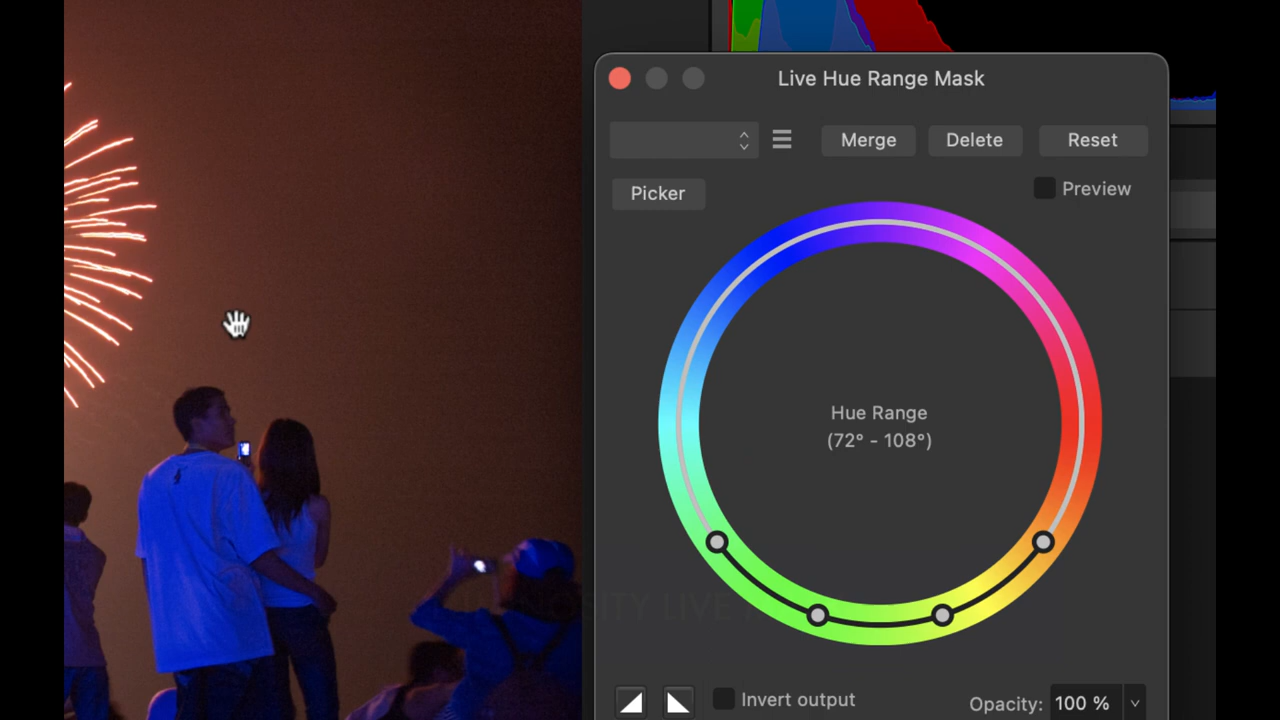 Live Hue Range Mask
Merge
Delete
Reset
Picker
Preview
Hue Range
(72° - 108°)
Invert output
Opacity:
100 %